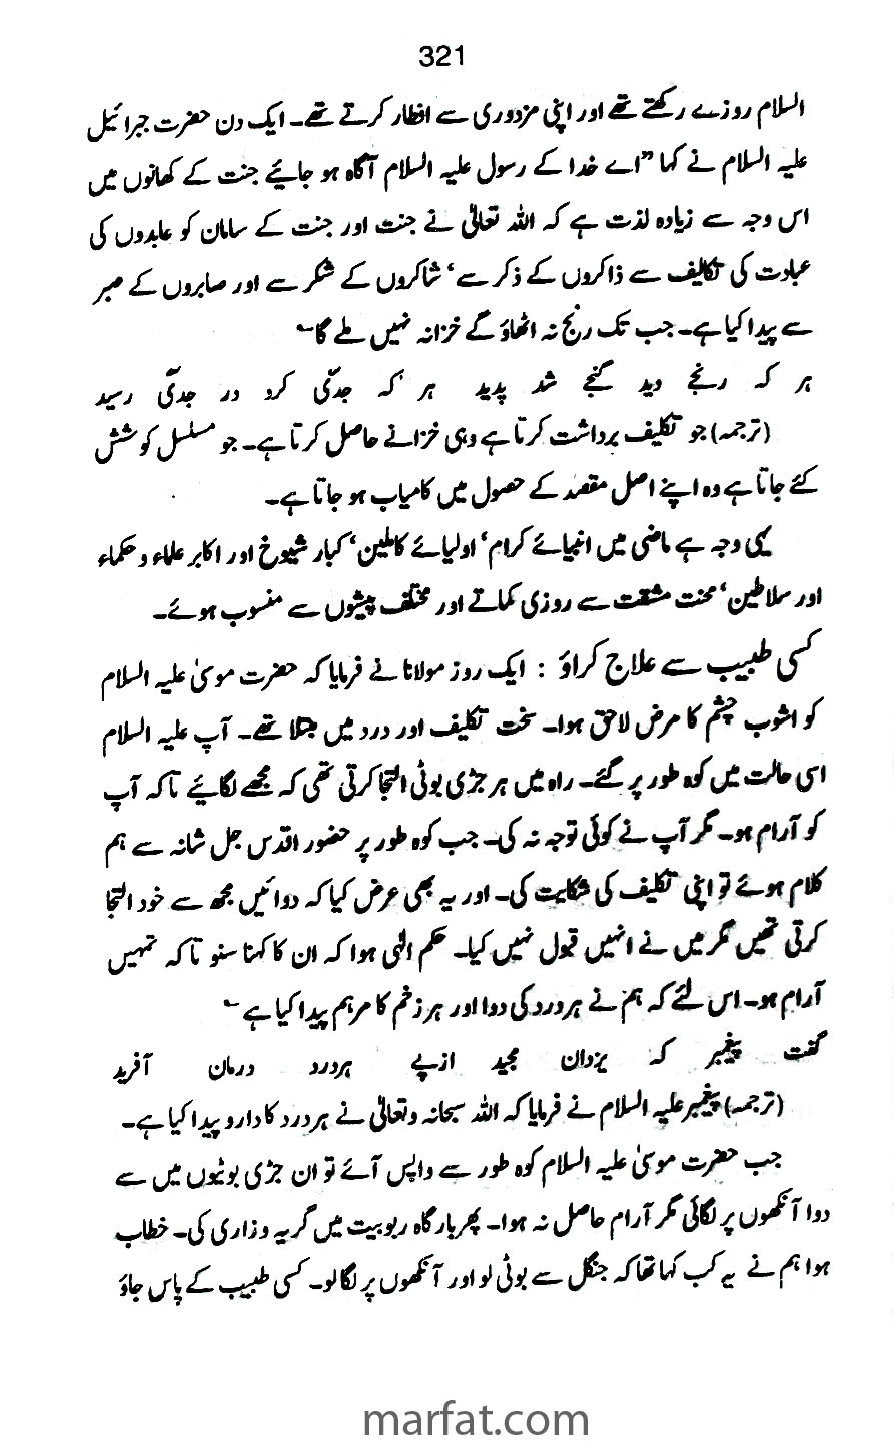 321
السلام روزے رکھتے تھے اور اپنی مزدوری سے افطار کرتے تھے۔ ایک دن حضرت جبرائیل
علیہ السلام نے کہا ”اے خدا کے رسول علیہ السلام آگاہ ہو جائیے جنت کے کھانوں میں
اس وجہ سے زیادہ لذت ہے کہ اللہ تعالیٰ نے جنت اور جنت کے سامان کو عابدوں کی
عبادت کی تکالیف سے ذاکروں کے ذکر سے‘ شاکروں کے شکر سے اور صابروں کے صبر
سے پیدا کیا ہے۔ جب تک رنج نہ اٹھاؤ گے خزانہ نہیں ملے گا؎
ہر کہ رنجے دید گنجے شد پدید ہر کہ جدّی کرد در جدیّ رسید
(ترجمہ) جو تکلیف برداشت کرتا ہے وہی خزانے حاصل کرتا ہے۔ جو مسلسل کوشش
کئے جاتا ہے وہ اپنے اصل مقصد کے حصول میں کامیاب ہو جاتا ہے۔
یہی وجہ ہے ماضی میں انبیائے کرام‘ اولیائے کاملین‘ کبار شیوخ اور اکابر علماء و حکماء
اور سلاطین‘ محنت مشقت سے روزی کماتے اور مختلف پیشوں سے منسوب ہوئے۔
کسی طبیب سے علاج کراؤ : ایک روز مولانا نے فرمایا کہ حضرت موسیٰ علیہ السلام
کو اشوب چشم کا مرض لاحق ہوا۔ سخت تکلیف اور درد میں مبتلا تھے۔ آپ علیہ السلام
اسی حالت میں کوہ طور پر گئے۔ راہ میں ہر جڑی بوٹی التجا کرتی تھی کہ مجھے لگائیے تاکہ آپ
کو آرام ہو۔ مگر آپ نے کوئی توجہ نہ کی۔ جب کوہ طور پر حضور اقدس جل شانہ سے ہم
کلام ہوئے تو اپنی تکلیف کی شکایت کی۔ اور یہ بھی عرض کیا کہ دوائیں مجھ سے خود التجا
کرتی تھیں مگر میں نے انہیں قبول نہیں کیا۔ حکم الٰہی ہوا کہ ان کا کہنا سنو تاکہ تمہیں
آرام ہو۔ اس لئے کہ ہم نے ہر درد کی دوا اور ہر زخم کا مرہم پیدا کیا ہے ؎
گفت پیغمبر کہ یزدان مجید ازپے ہردرد درمان آفرید
(ترجمہ) پیغمبر علیہ السلام نے فرمایا کہ اللہ سبحانہ وتعالیٰ نے ہر درد کا دارو پیدا کیا ہے۔
جب حضرت موسیٰ علیہ السلام کوہ طور سے واپس آئے تو ان جڑی بوٹیوں میں سے
دوا آنکھوں پر لگائی مگر آرام حاصل نہ ہوا۔ پھر بارگاہ ربوبیت میں گریہ و زاری کی۔ خطاب
ہوا ہم نے یہ کب کہا تھا کہ جنگل سے بوٹی لو اور آنکھوں پر لگا لو۔ کسی طبیب کے پاس جاؤ
marfat.com